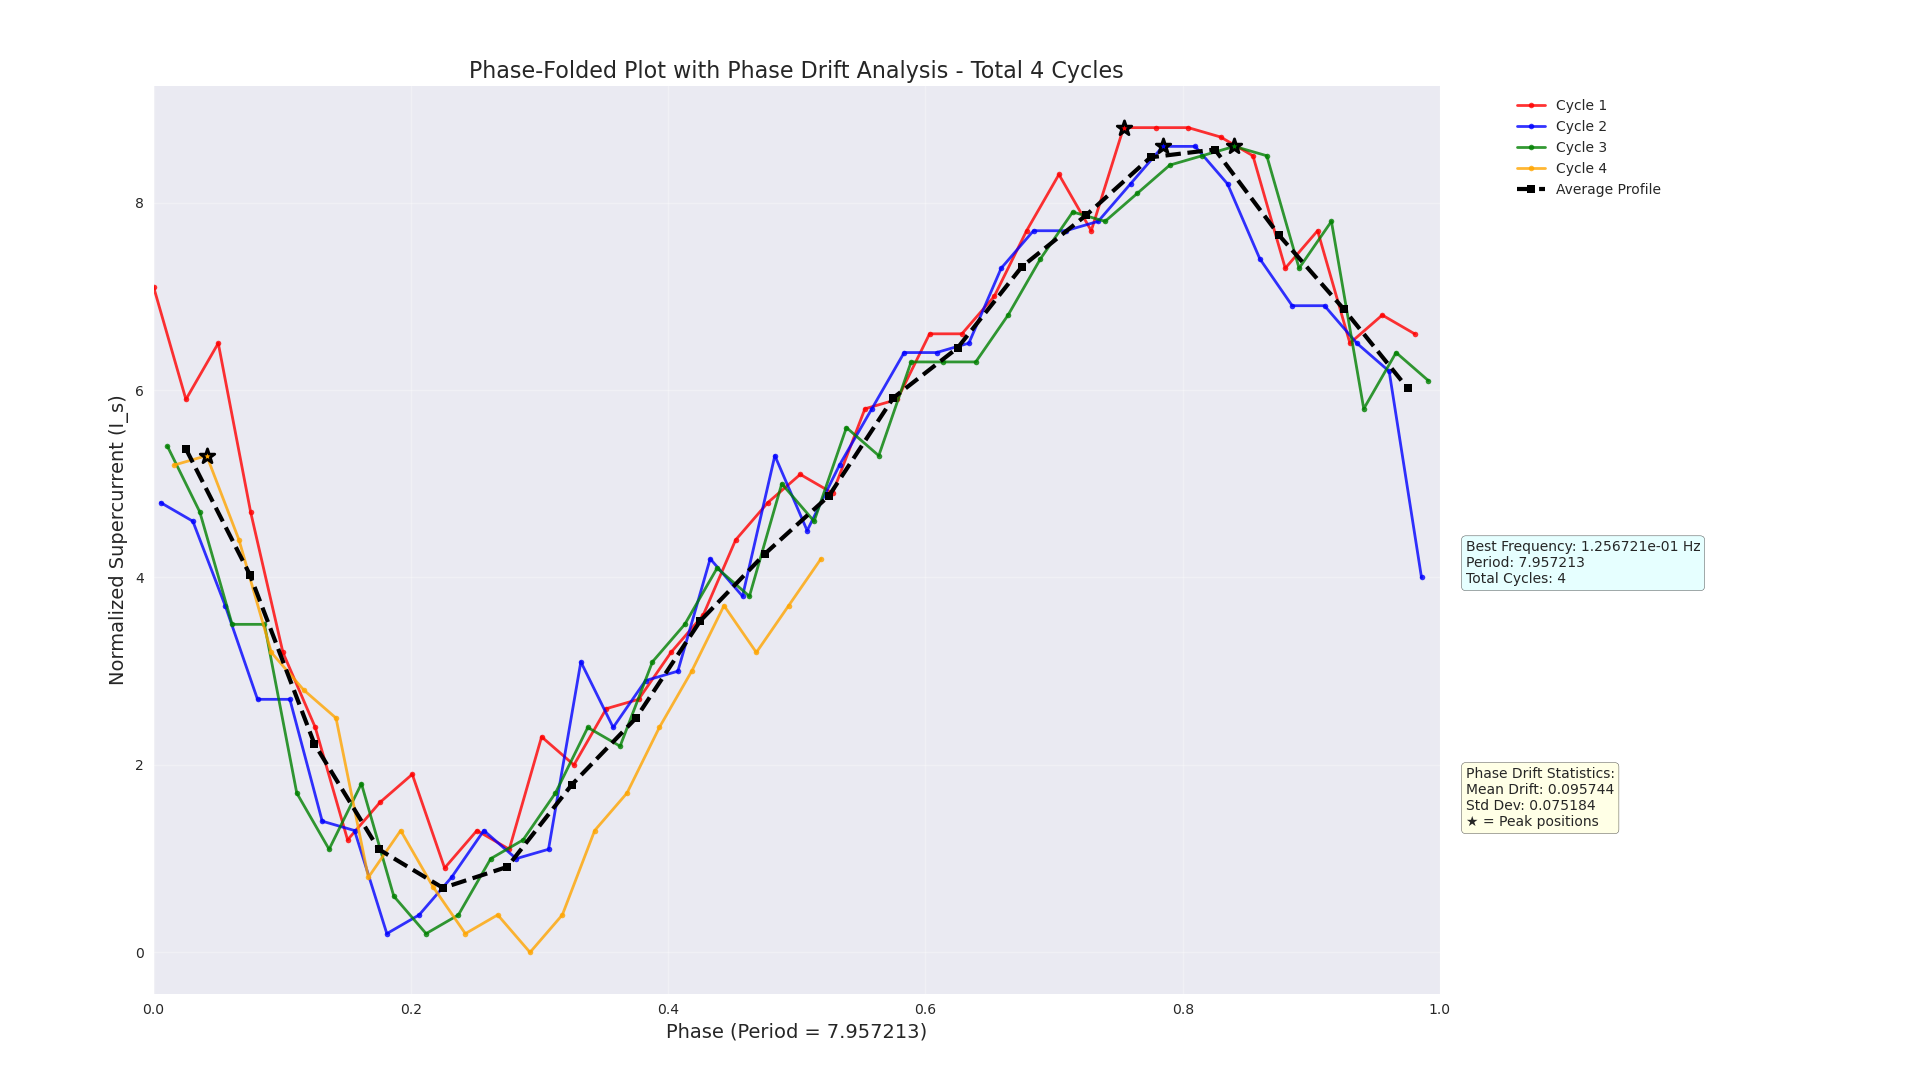 Phase-Folded Plot with Phase Drift Analysis - Total 4 Cycles
Cycle 1
Cycle 2
Cycle 3
Cycle 4
Average Profile
Normalized Supercurrent (I_s)
8
6
4
2
0
Best Frequency: 1.256721e-01 Hz
Period: 7.957213
Total Cycles: 4
Phase Drift Statistics:
Mean Drift: 0.095744
Std Dev: 0.075184
★ = Peak positions
0.0 0.2 0.4 0.6 0.8 1.0
Phase (Period = 7.957213)